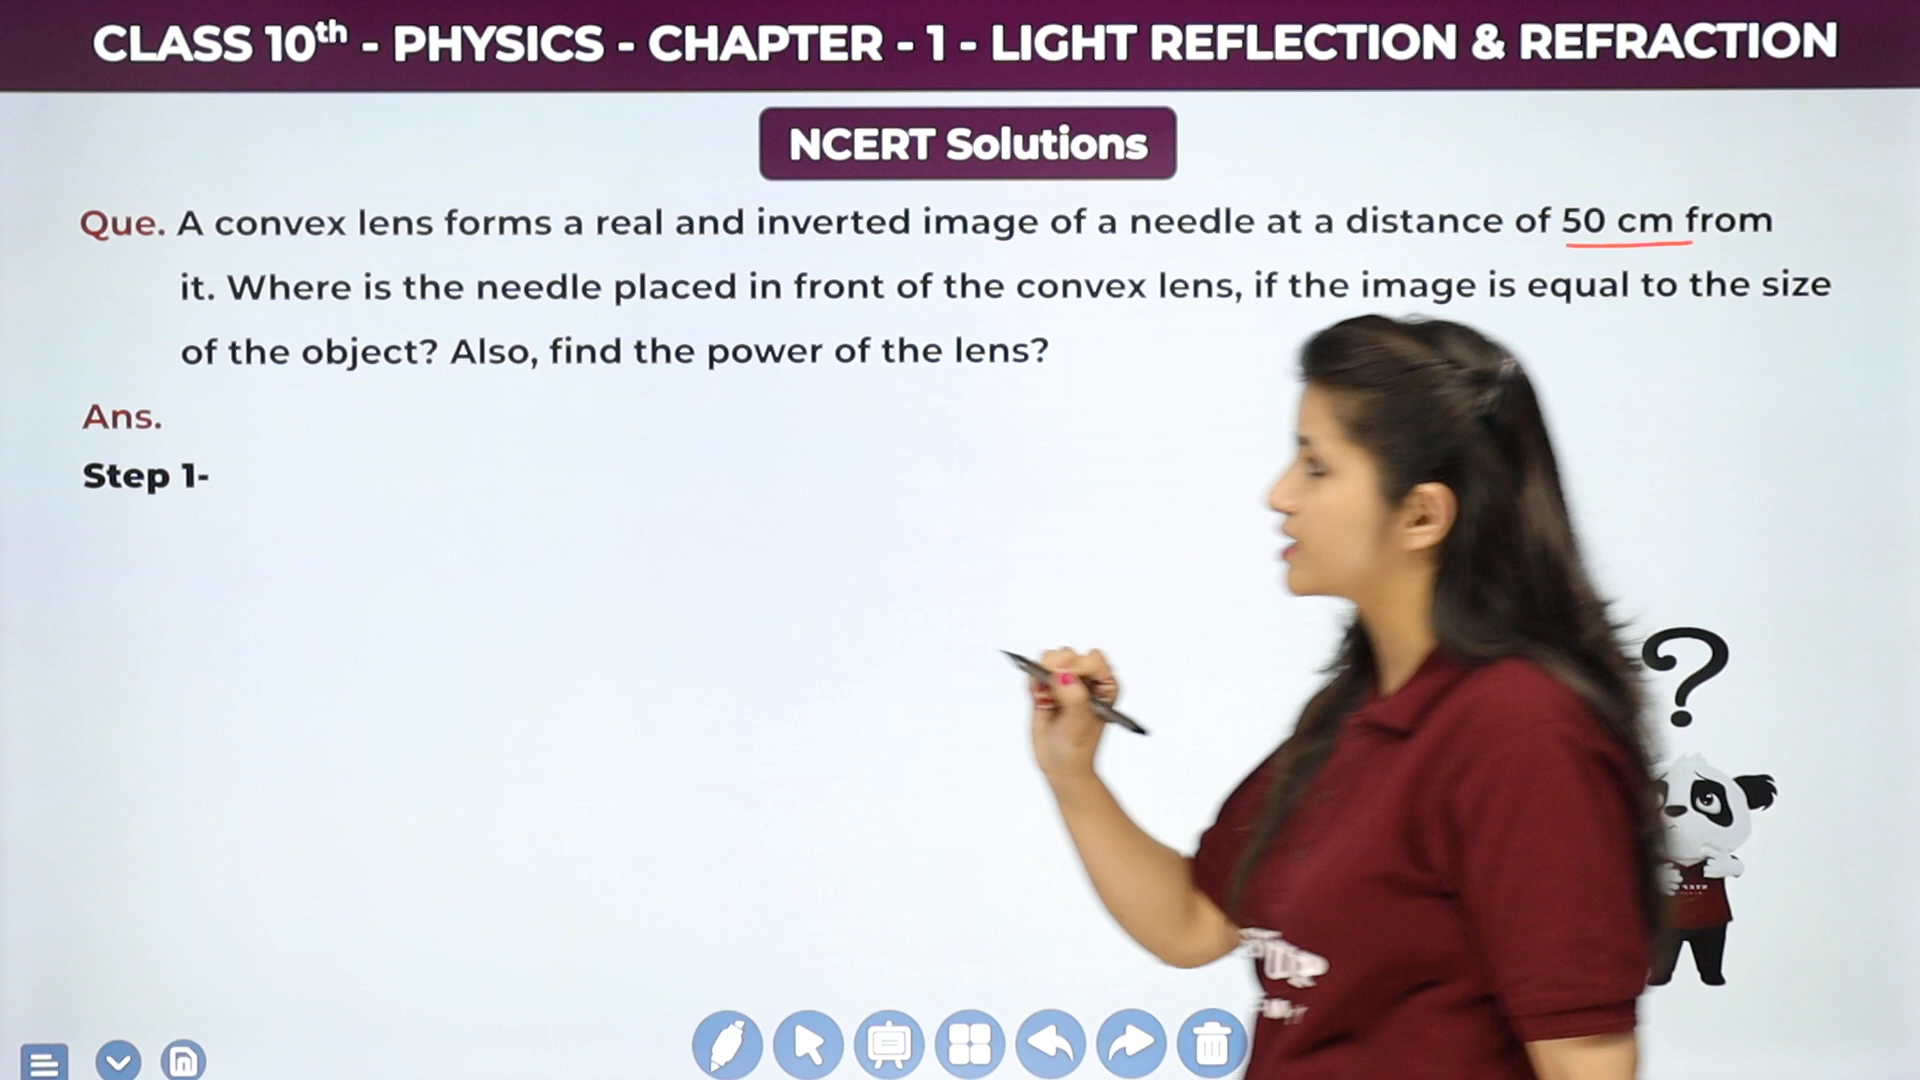 CLASS 10th - PHYSICS - CHAPTER - 1 - LIGHT REFLECTION & REFRACTION
NCERT Solutions
Que. A convex lens forms a real and inverted image of a needle at a distance of 50 cm from
it. Where is the needle placed in front of the convex lens, if the image is equal to the size
of the object? Also, find the power of the lens?
Ans.
Step 1-
?